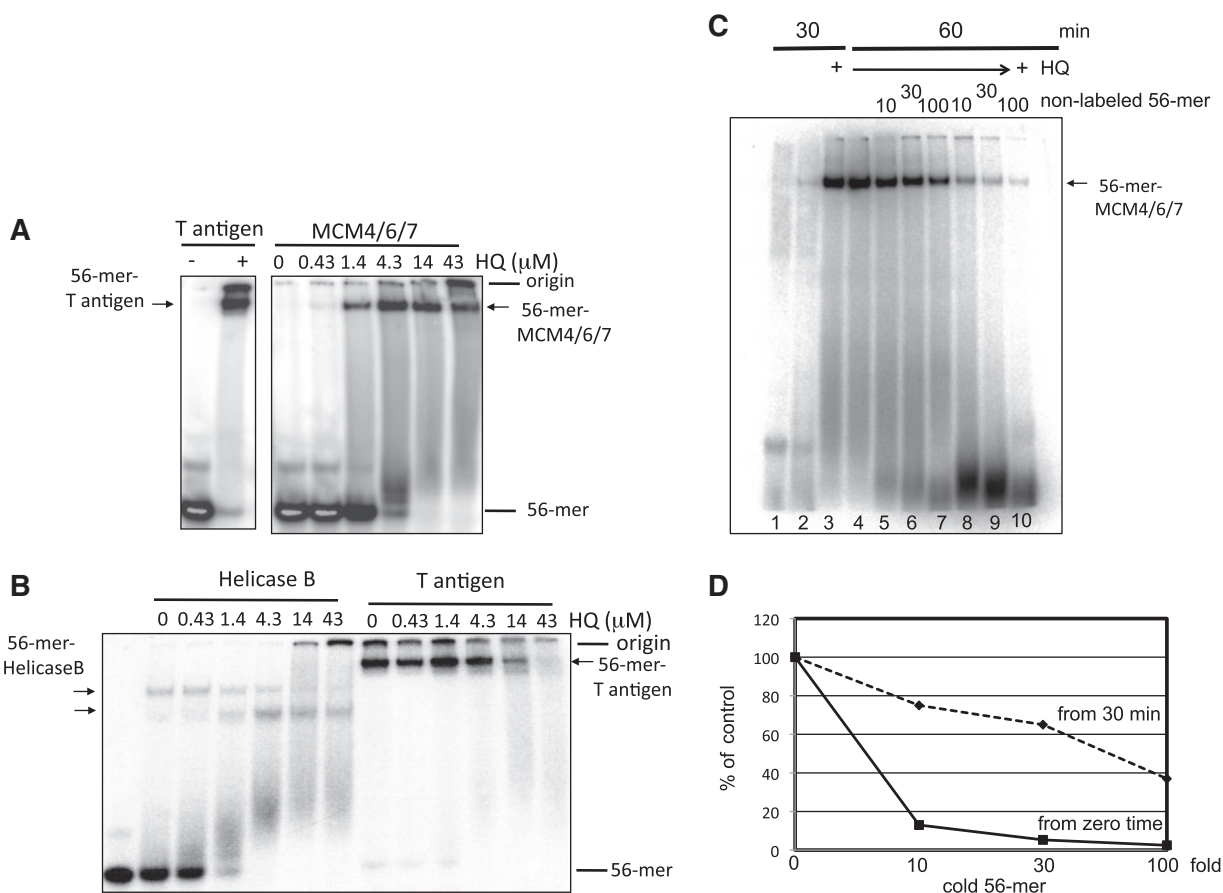 A
T antigen MCM4/6/7
- + 0 0.43 1.4 4.3 14 43 HQ (μM)
56-mer-
T antigen
origin
56-mer-
MCM4/6/7
56-mer
B
Helicase B T antigen
0 0.43 1.4 4.3 14 43 0 0.43 1.4 4.3 14 43 HQ (μM)
56-mer-
HelicaseB
origin
56-mer-
T antigen
56-mer
C
30 60 min
+ + HQ
10 30 100 10 30 100 non-labeled 56-mer
56-mer-
MCM4/6/7
1 2 3 4 5 6 7 8 9 10
D
120
100
80
60
40
20
0
% of control
from 30 min
from zero time
0 10 30 100 fold
cold 56-mer